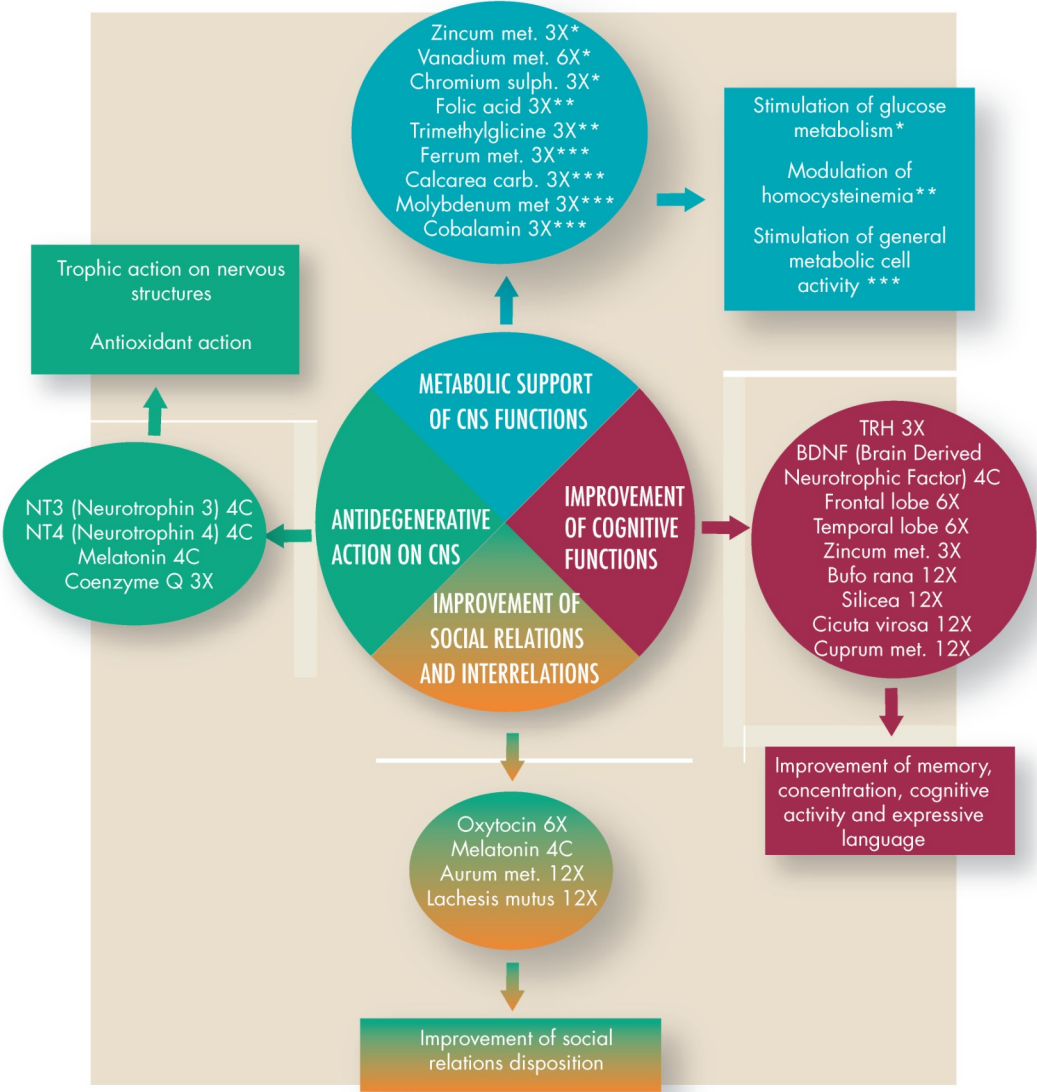 Zincum met. 3X*
Vanadium met. 6X*
Chromium sulph. 3X*
Folic acid 3X**
Trimethylglicine 3X**
Ferrum met. 3X***
Calcarea carb. 3X***
Molybdenum met 3X***
Cobalamin 3X***
Stimulation of glucose
metabolism*
Modulation of
homocysteinemia**
Stimulation of general
metabolic cell
activity ***
Trophic action on nervous
structures
Antioxidant action
METABOLIC SUPPORT
OF CNS FUNCTIONS
NT3 (Neurotrophin 3) 4C
NT4 (Neurotrophin 4) 4C
Melatonin 4C
Coenzyme Q 3X
ANTIDEGENERATIVE
ACTION ON CNS
IMPROVEMENT
OF COGNITIVE
FUNCTIONS
TRH 3X
BDNF (Brain Derived
Neurotrophic Factor) 4C
Frontal lobe 6X
Temporal lobe 6X
Zincum met. 3X
Bufo rana 12X
Silicea 12X
Cicuta virosa 12X
Cuprum met. 12X
IMPROVEMENT OF
SOCIAL RELATIONS
AND INTERRELATIONS
Improvement of memory,
concentration, cognitive
activity and expressive
language
Oxytocin 6X
Melatonin 4C
Aurum met. 12X
Lachesis mutus 12X
Improvement of social
relations disposition